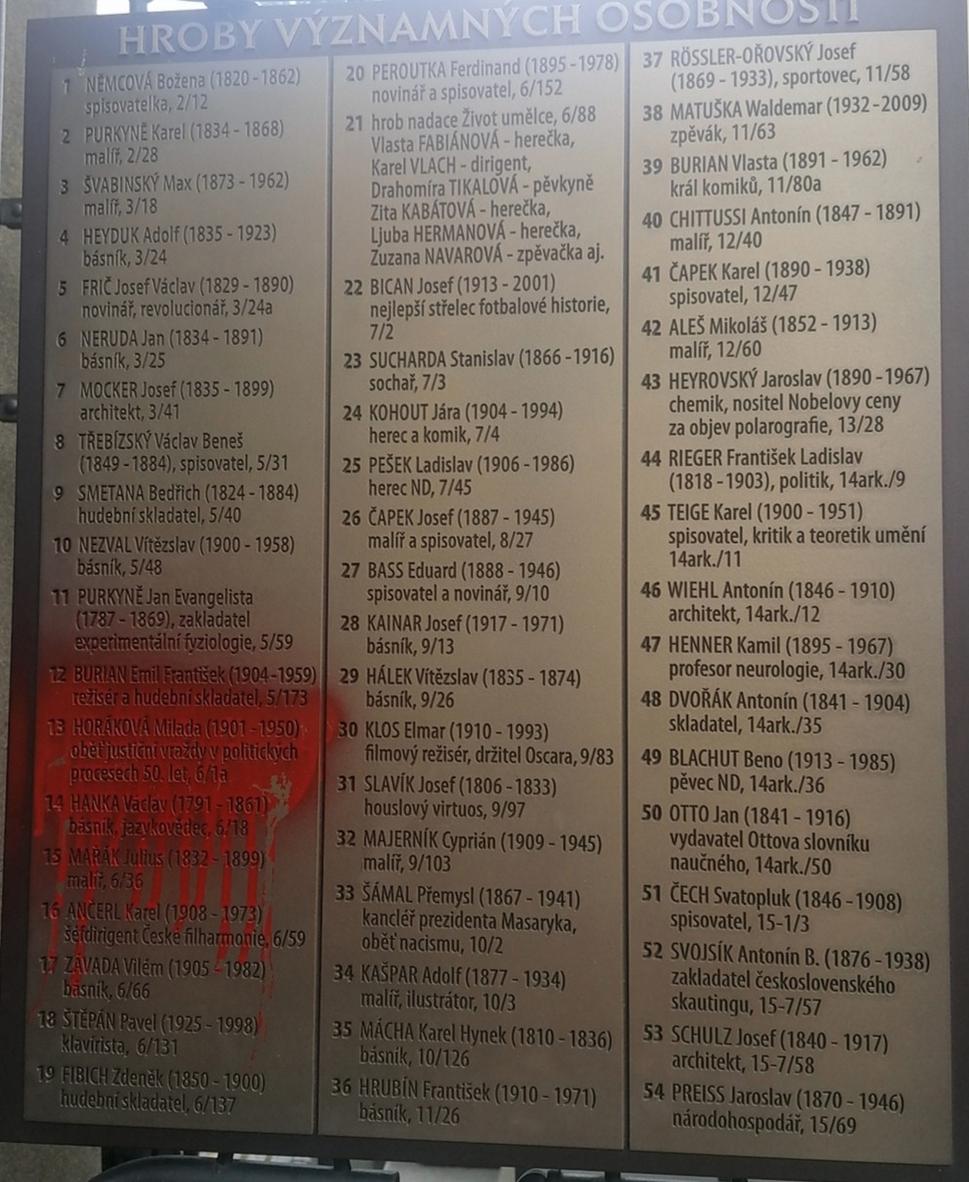 HROBY VÝZNAMNÝCH OSOBNOSTÍ
1 NĚMCOVÁ Božena (1820 - 1862)
spisovatelka, 2/12
2 PURKYNĚ Karel (1834 - 1868)
malíř, 2/28
3 ŠVABINSKÝ Max (1873 - 1962)
malíř, 3/18
4 HEYDUK Adolf (1835 - 1923)
básník, 3/24
5 FRIČ Josef Václav (1829 - 1890)
novinář, revolucionář, 3/24a
6 NERUDA Jan (1834 - 1891)
básník, 3/25
7 MOCKER Josef (1835 - 1899)
architekt, 3/41
8 TŘEBÍZSKÝ Václav Beneš
(1849 - 1884), spisovatel, 5/31
9 SMETANA Bedřich (1824 - 1884)
hudební skladatel, 5/40
10 NEZVAL Vítězslav (1900 - 1958)
básník, 5/48
11 PURKYNĚ Jan Evangelista
(1787 - 1869), zakladatel
experimentální fyziologie, 5/59
12 BURIAN Emil František (1904 - 1959)
režisér a hudební skladatel, 5/173
13 HORÁKOVÁ Milada (1901 - 1950)
oběť justiční vraždy v politických
procesech 50. let, 6/1a
14 HANKA Václav (1791 - 1861)
básník, jazykovědec, 6/18
15 MAŘÁK Julius (1832 - 1899)
malíř, 6/36
16 ANČERL Karel (1908 - 1973)
šéfdirigent České filharmonie, 6/59
17 ZÁVADA Vilém (1905 - 1982)
básník, 6/66
18 ŠTĚPÁN Pavel (1925 - 1998)
klavírista, 6/131
19 FIBICH Zdeněk (1850 - 1900)
hudební skladatel, 6/137
20 PEROUTKA Ferdinand (1895 - 1978)
novinář a spisovatel, 6/152
21 hrob nadace Život umělce, 6/88
Vlasta FABIÁNOVÁ - herečka,
Karel VLACH - dirigent,
Drahomíra TIKALOVÁ - pěvkyně
Zita KABÁTOVÁ - herečka,
Ljuba HERMANOVÁ - herečka,
Zuzana NAVAROVÁ - zpěvačka aj.
22 BICAN Josef (1913 - 2001)
nejlepší střelec fotbalové historie,
7/2
23 SUCHARDA Stanislav (1866 - 1916)
sochař, 7/3
24 KOHOUT Jára (1904 - 1994)
herec a komik, 7/4
25 PEŠEK Ladislav (1906 - 1986)
herec ND, 7/45
26 ČAPEK Josef (1887 - 1945)
malíř a spisovatel, 8/27
27 BASS Eduard (1888 - 1946)
spisovatel a novinář, 9/10
28 KAINAR Josef (1917 - 1971)
básník, 9/13
29 HÁLEK Vítězslav (1835 - 1874)
básník, 9/26
30 KLOS Elmar (1910 - 1993)
filmový režisér, držitel Oscara, 9/83
31 SLAVÍK Josef (1806 - 1833)
houslový virtuos, 9/97
32 MAJERNÍK Cyprián (1909 - 1945)
malíř, 9/103
33 ŠÁMAL Přemysl (1867 - 1941)
kancléř prezidenta Masaryka,
oběť nacismu, 10/2
34 KAŠPAR Adolf (1877 - 1934)
malíř, ilustrátor, 10/3
35 MÁCHA Karel Hynek (1810 - 1836)
básník, 10/126
36 HRUBÍN František (1910 - 1971)
básník, 11/26
37 RÖSSLER-OŘOVSKÝ Josef
(1869 - 1933), sportovec, 11/58
38 MATUŠKA Waldemar (1932 - 2009)
zpěvák, 11/63
39 BURIAN Vlasta (1891 - 1962)
král komiků, 11/80a
40 CHITTUSSI Antonín (1847 - 1891)
malíř, 12/40
41 ČAPEK Karel (1890 - 1938)
spisovatel, 12/47
42 ALEŠ Mikoláš (1852 - 1913)
malíř, 12/60
43 HEYROVSKÝ Jaroslav (1890 - 1967)
chemik, nositel Nobelovy ceny
za objev polarografie, 13/28
44 RIEGER František Ladislav
(1818 - 1903), politik, 14ark./9
45 TEIGE Karel (1900 - 1951)
spisovatel, kritik a teoretik umění
14ark./11
46 WIEHL Antonín (1846 - 1910)
architekt, 14ark./12
47 HENNER Kamil (1895 - 1967)
profesor neurologie, 14ark./30
48 DVOŘÁK Antonín (1841 - 1904)
skladatel, 14ark./35
49 BLACHUT Beno (1913 - 1985)
pěvec ND, 14ark./36
50 OTTO Jan (1841 - 1916)
vydavatel Ottova slovníku
naučného, 14ark./50
51 ČECH Svatopluk (1846 - 1908)
spisovatel, 15-1/3
52 SVOJSÍK Antonín B. (1876 - 1938)
zakladatel československého
skautingu, 15-7/57
53 SCHULZ Josef (1840 - 1917)
architekt, 15-7/58
54 PREISS Jaroslav (1870 - 1946)
národohospodář, 15/69